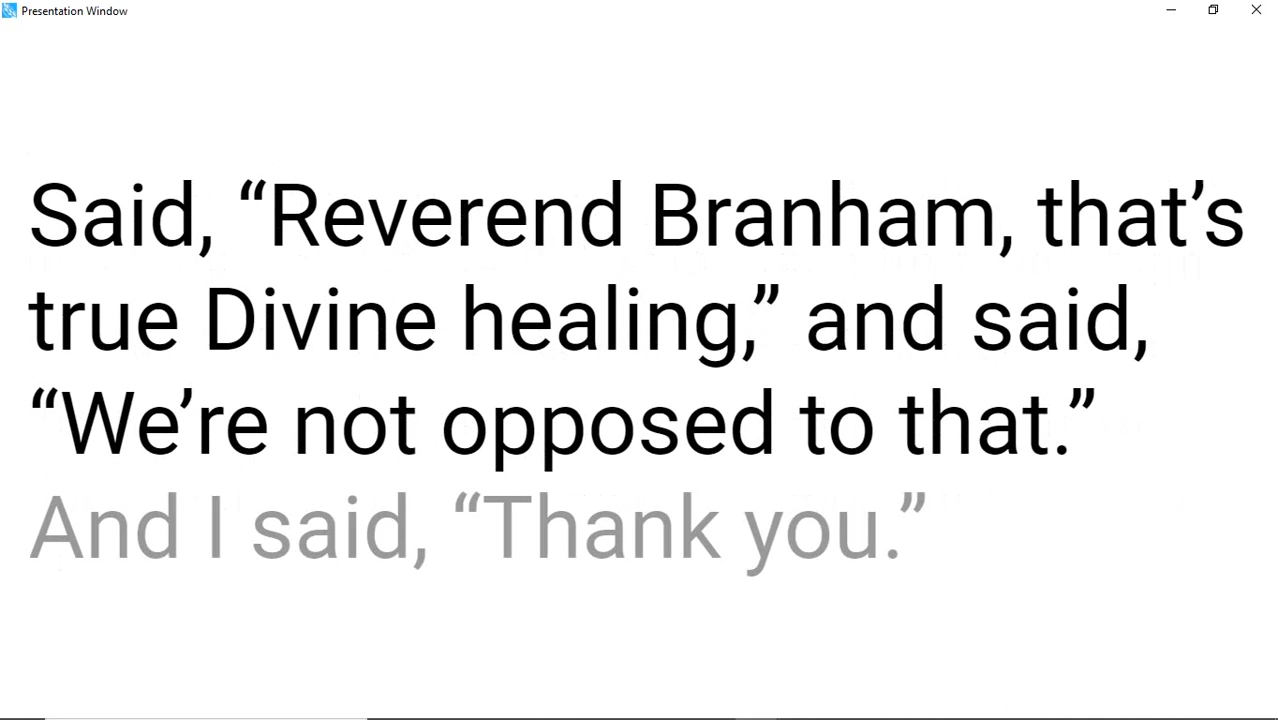 Presentation Window
Said, “Reverend Branham, that’s
true Divine healing,” and said,
“We’re not opposed to that.”
And I said, “Thank you.”